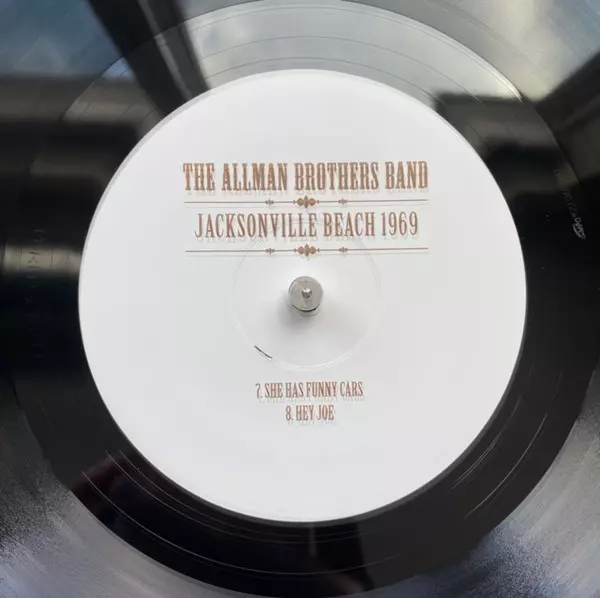 THE ALLMAN BROTHERS BAND
JACKSONVILLE BEACH 1969
7. SHE HAS FUNNY CARS
8. HEY JOE